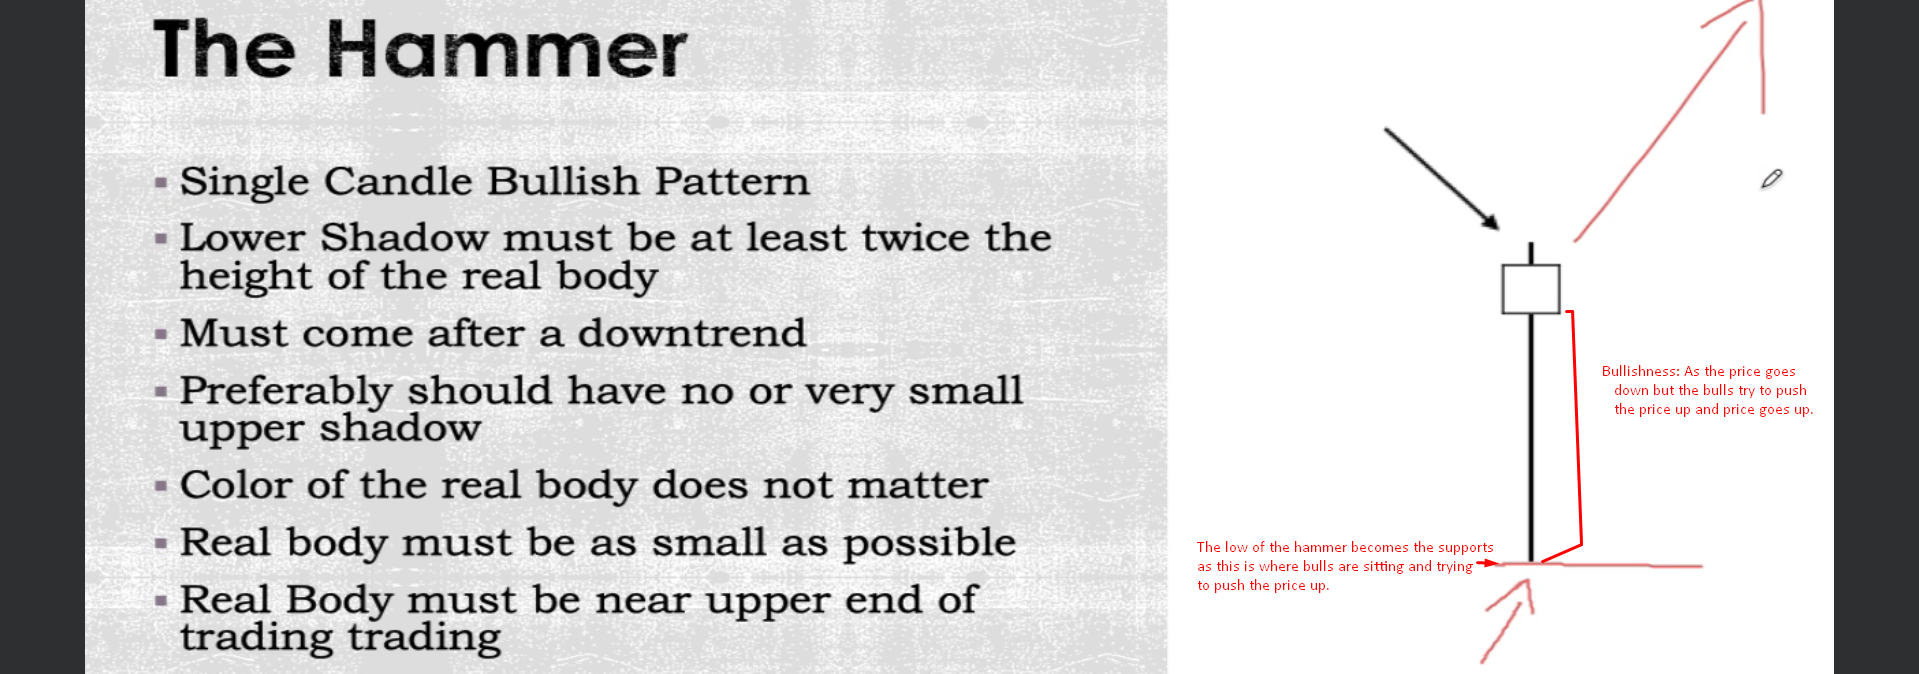 The Hammer
Single Candle Bullish Pattern
Lower Shadow must be at least twice the
height of the real body
Must come after a downtrend
Preferably should have no or very small
upper shadow
Color of the real body does not matter
Real body must be as small as possible
Real Body must be near upper end of
trading trading
Bullishness: As the price goes
down but the bulls try to push
the price up and price goes up.
The low of the hammer becomes the supports
as this is where bulls are sitting and trying
to push the price up.